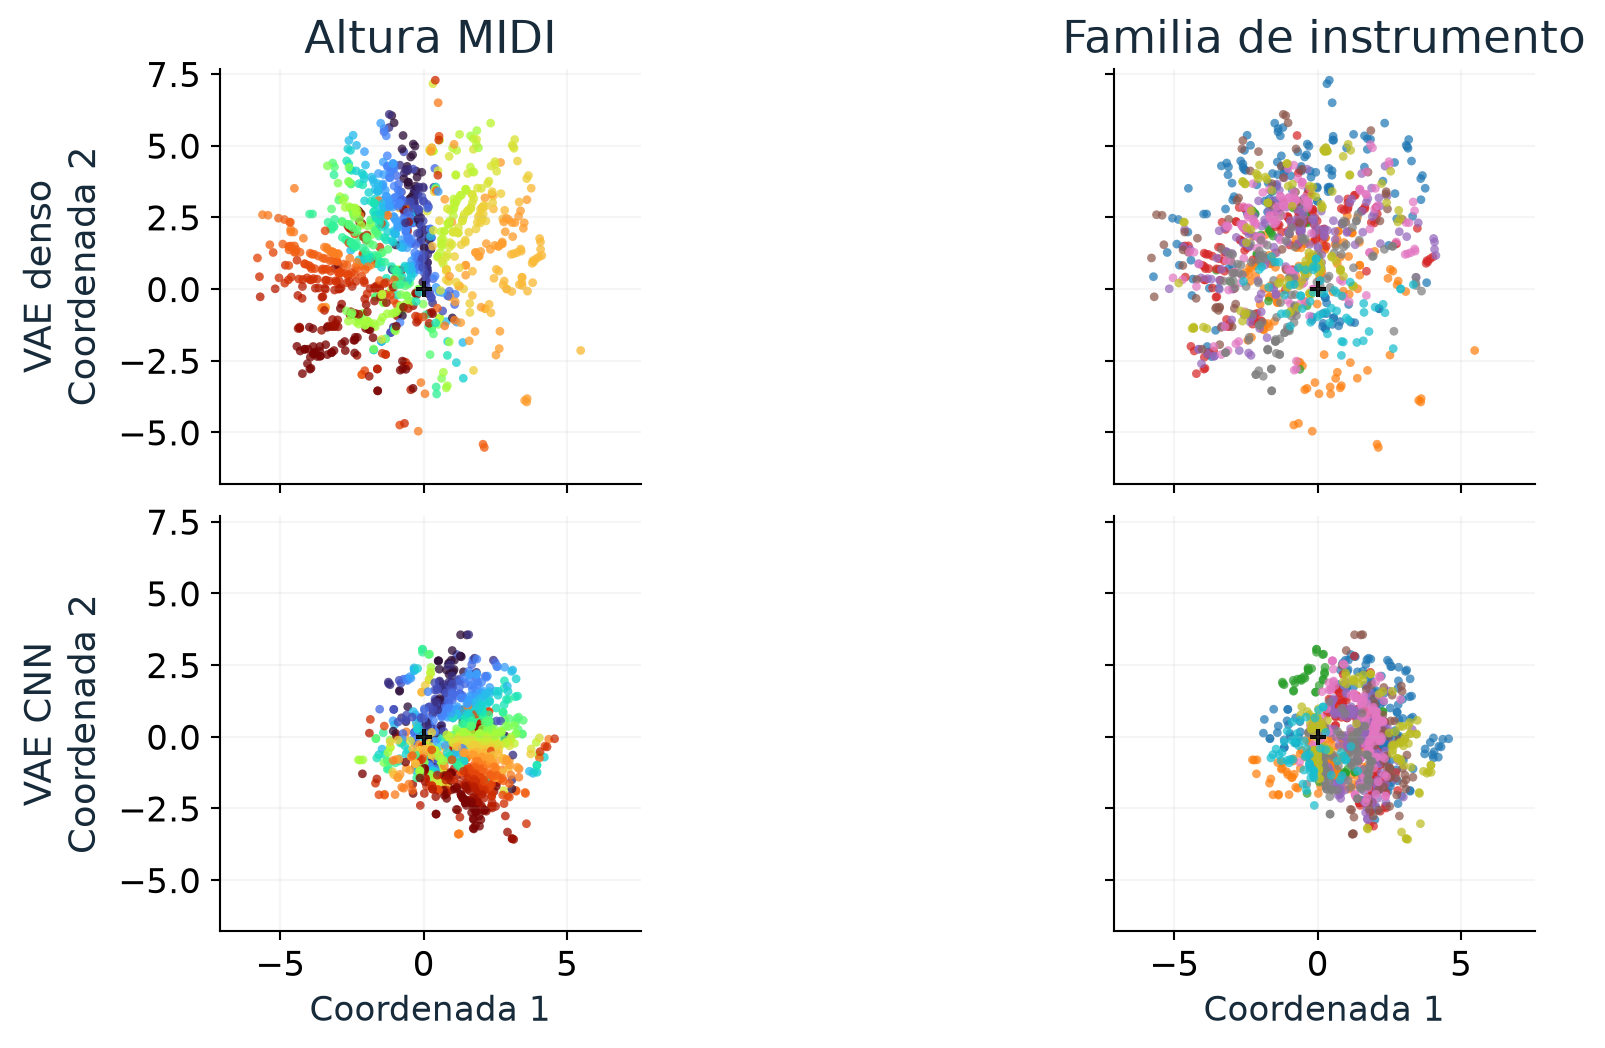 Altura MIDI
Familia de instrumento
VAE denso
Coordenada 2
7.5
5.0
2.5
0.0
−2.5
−5.0
VAE CNN
Coordenada 2
7.5
5.0
2.5
0.0
−2.5
−5.0
−5 0 5
−5 0 5
Coordenada 1
Coordenada 1